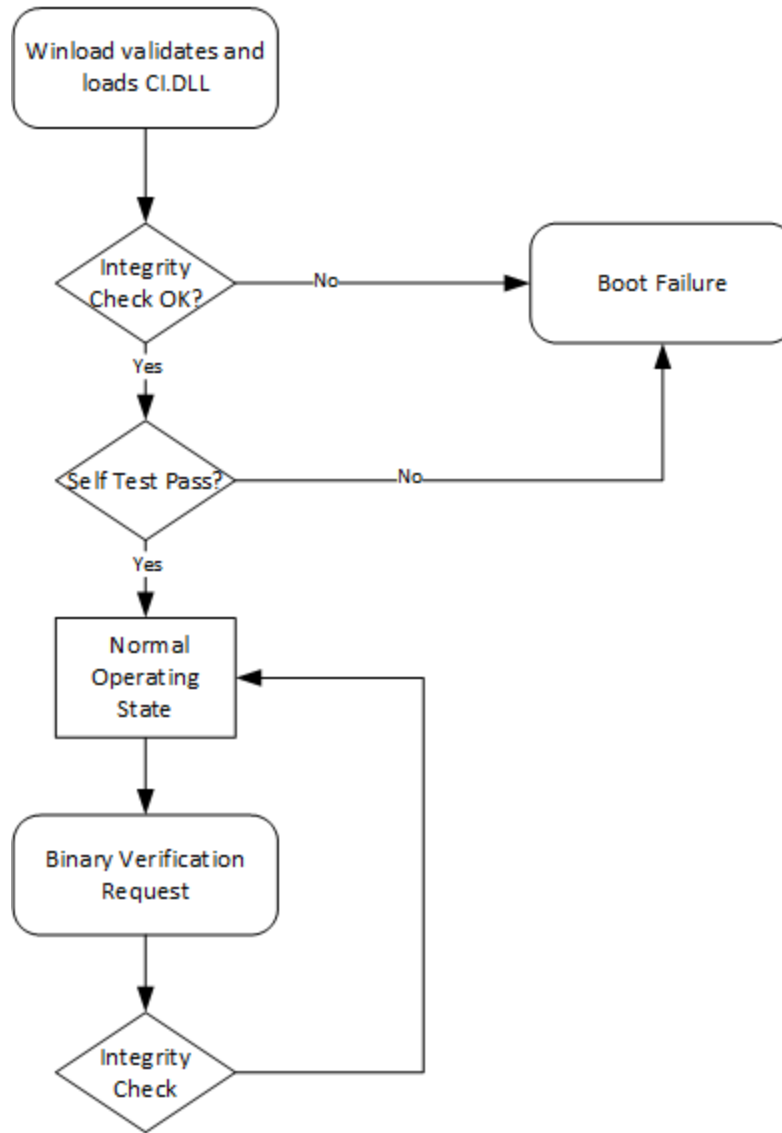 Winload validates and
loads CI.DLL
Integrity
Check OK?
No
Boot Failure
Yes
Self Test Pass?
No
Yes
Normal
Operating
State
Binary Verification
Request
Integrity
Check